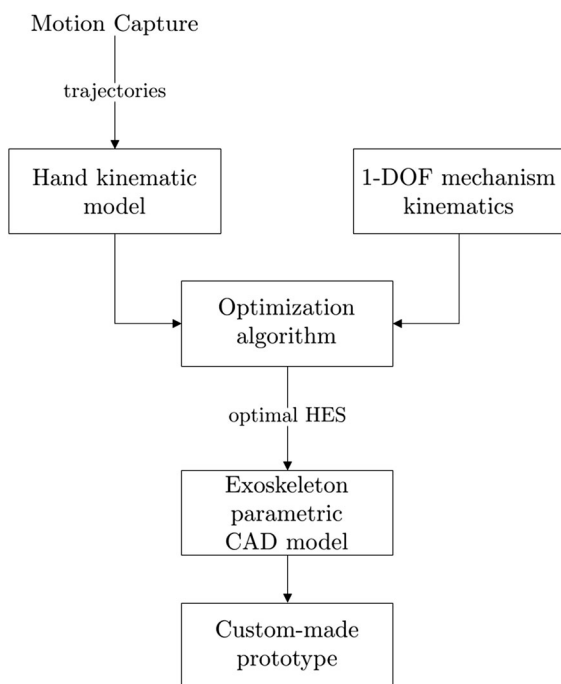 Motion Capture
trajectories
Hand kinematic
model
1-DOF mechanism
kinematics
Optimization
algorithm
optimal HES
Exoskeleton
parametric
CAD model
Custom-made
prototype